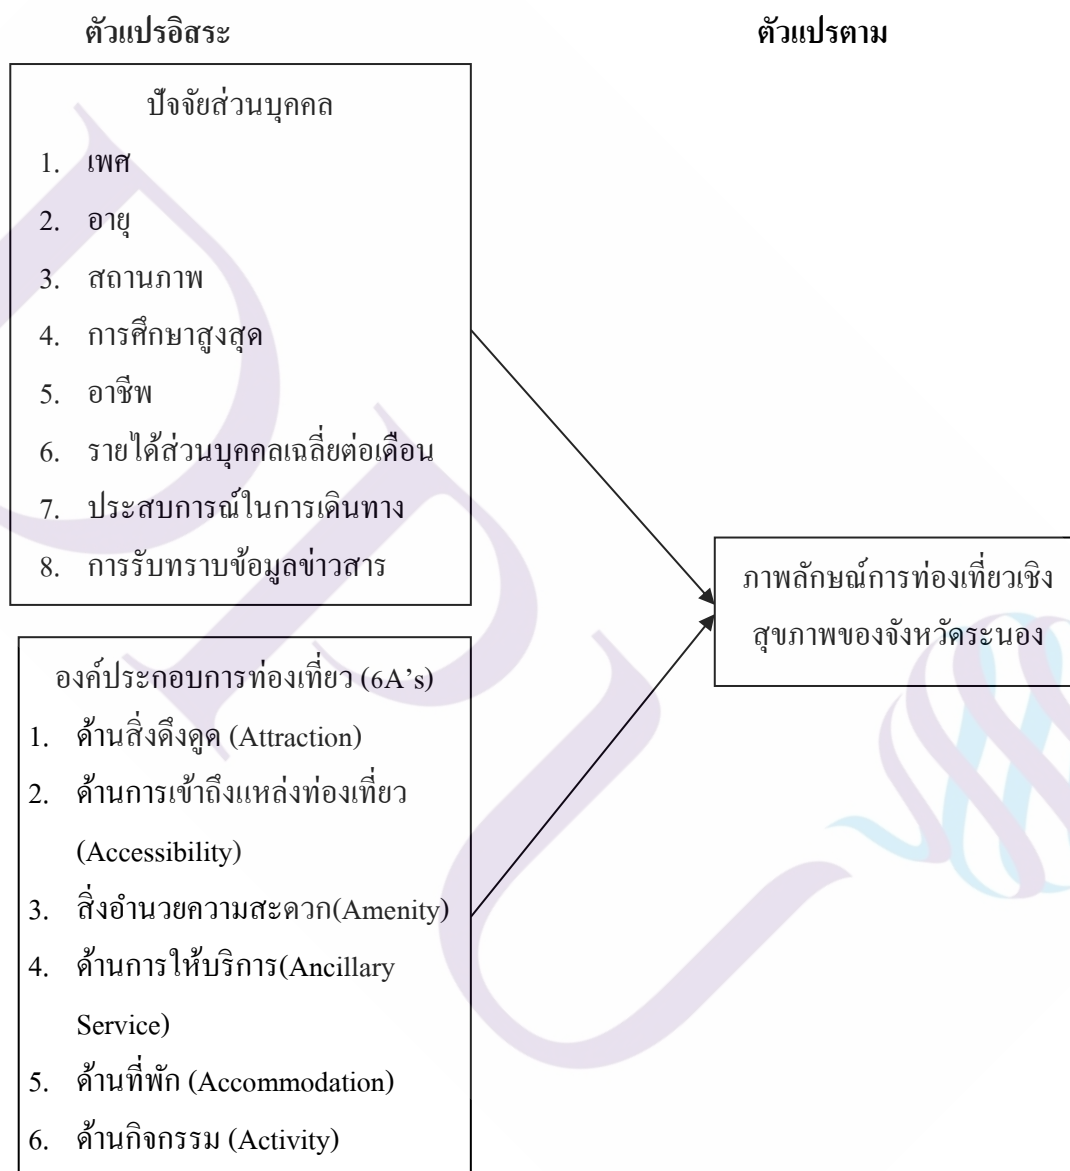 ตัวแปรอิสระ
ตัวแปรตาม
ปัจจัยส่วนบุคคล
1. เพศ
2. อายุ
3. สถานภาพ
4. การศึกษาสูงสุด
5. อาชีพ
6. รายได้ส่วนบุคคลเฉลี่ยต่อเดือน
7. ประสบการณ์ในการเดินทาง
8. การรับทราบข้อมูลข่าวสาร
องค์ประกอบการท่องเที่ยว (6A’s)
1. ด้านสิ่งดึงดูด (Attraction)
2. ด้านการเข้าถึงแหล่งท่องเที่ยว
(Accessibility)
3. สิ่งอำนวยความสะดวก(Amenity)
4. ด้านการให้บริการ(Ancillary
Service)
5. ด้านที่พัก (Accommodation)
6. ด้านกิจกรรม (Activity)
ภาพลักษณ์การท่องเที่ยวเชิง
สุขภาพของจังหวัดระนอง
DPU